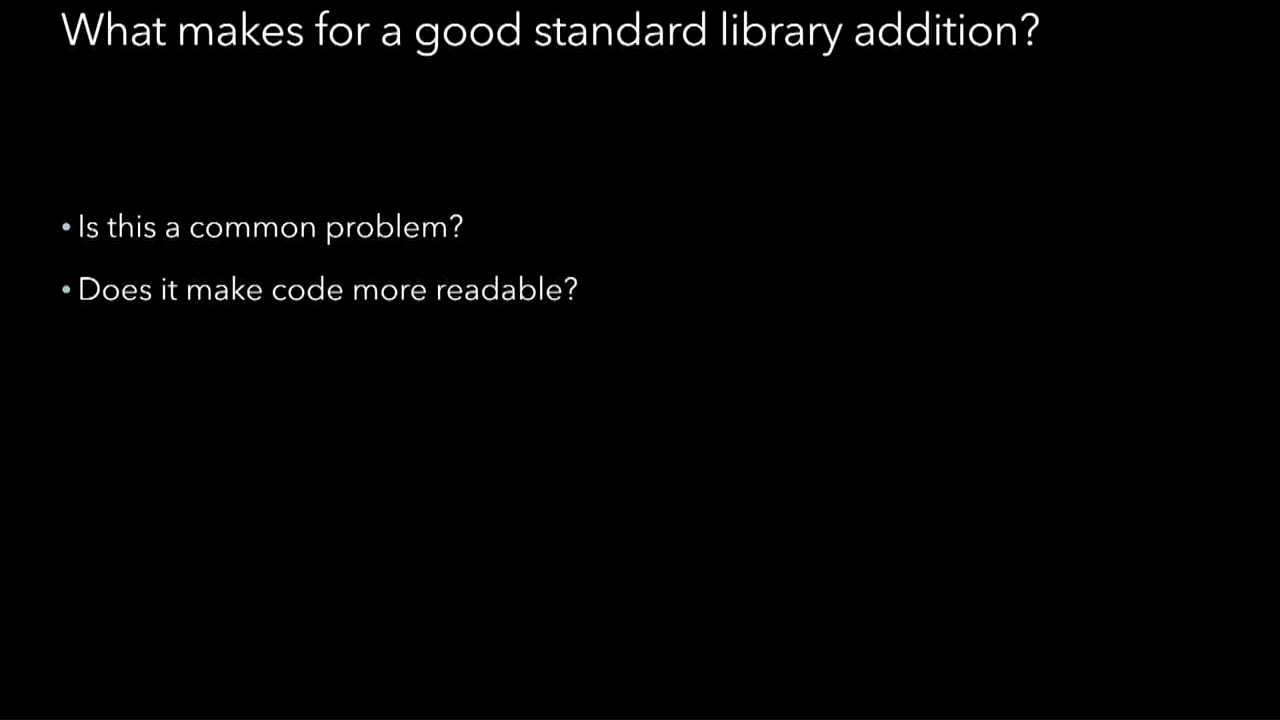 What makes for a good standard library addition?
• Is this a common problem?
• Does it make code more readable?